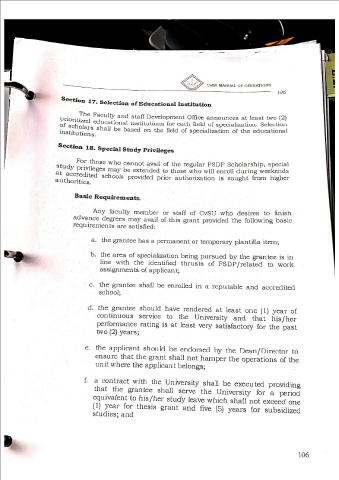 CvSU MANUAL OF OPERATIONS
106
Section 17. Selection of Educational Institution
The Faculty and staff Development Office announces at least two (2)
prioritized educational institutions for each field of specialization. Selection
of scholars shall be based on the field of specialization of the educational
institutions.
Section 18. Special Study Privileges
For those who cannot avail of the regular PSDP Scholarship, special
study privileges may be extended to those who will enroll during weekends
at accredited schools provided prior authorization is sought from higher
authorities.
Basic Requirements.
Any faculty member or staff of CvSU who desires to finish
advance degrees may avail of this grant provided the following basic
requirements are satisfied:
a. the grantee has a permanent or temporary plantilla item;
b. the area of specialization being pursued by the grantee is in
line with the identified thrusts of FSDP/related to work
assignments of applicant;
c. the grantee shall be enrolled in a reputable and accredited
school;
d. the grantee should have rendered at least one (1) year of
continuous service to the University and that his/her
performance rating is at least very satisfactory for the past
two (2) years;
e. the applicant should be endorsed by the Dean/Director to
ensure that the grant shall not hamper the operations of the
unit where the applicant belongs;
f. a contract with the University shall be executed providing
that the grantee shall serve the University for a period
equivalent to his/her study leave which shall not exceed one
(1) year for thesis grant and five (5) years for subsidized
studies; and
106